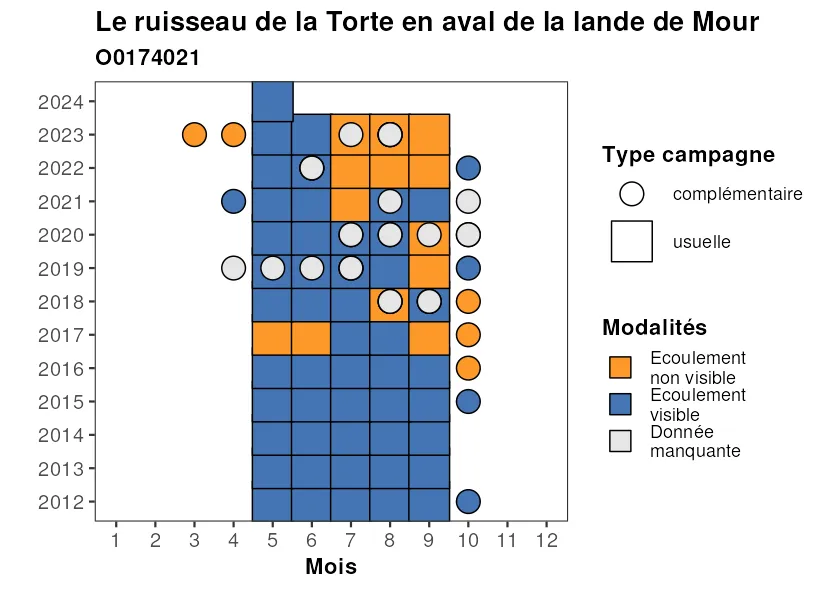 Le ruisseau de la Torte en aval de la lande de Mour
O0174021
2024
2023
2022
2021
2020
2019
2018
2017
2016
2015
2014
2013
2012
1 2 3 4 5 6 7 8 9 10 11 12
Mois
Type campagne
complémentaire
usuelle
Modalités
Ecoulement
non visible
Ecoulement
visible
Donnée
manquante